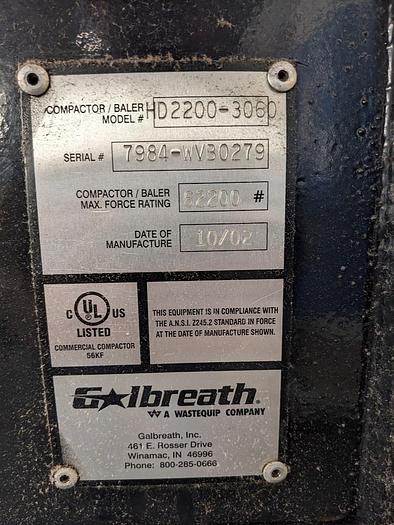 COMPACTOR / BALER HD2200-3060
MODEL #
SERIAL # 7984-WV30279
COMPACTOR / BALER
MAX. FORCE RATING 62200 #
DATE OF
MANUFACTURE 10/02
C UL US
LISTED
COMMERCIAL COMPACTOR
56KF
THIS EQUIPMENT IS IN COMPLIANCE WITH
THE A.N.S.I. Z245.2 STANDARD IN FORCE
AT THE DATE OF MANUFACTURE SHOWN.
Galbreath®
A WASTEQUIP COMPANY
Galbreath, Inc.
461 E. Rosser Drive
Winamac, IN 46996
Phone: 800-285-0666